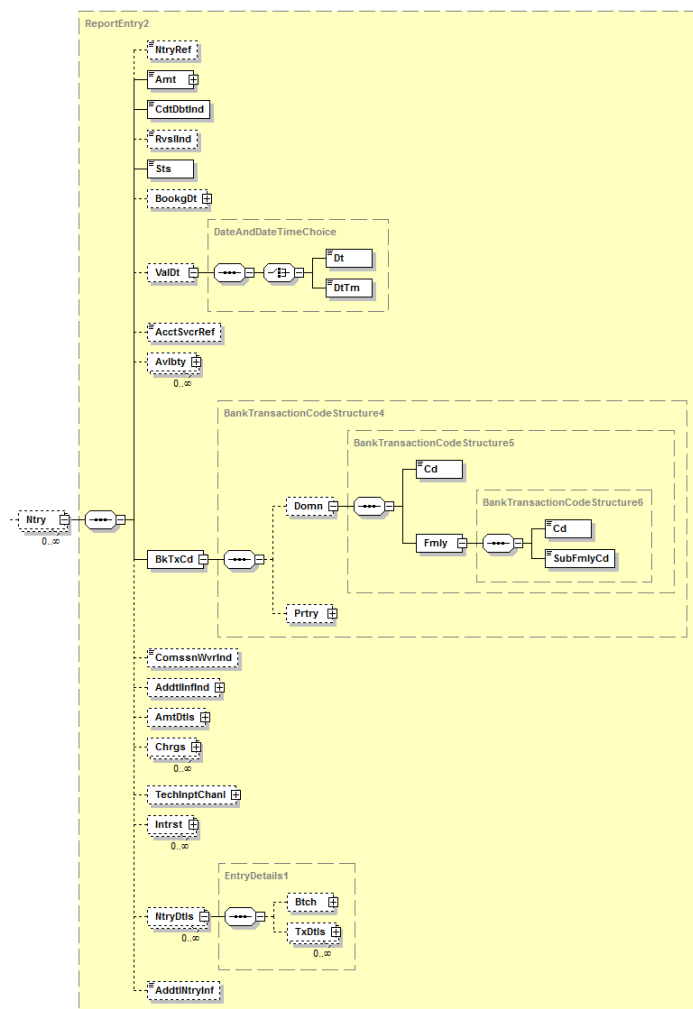 ReportEntry2
NtryRef
Amt
CdtDbtInd
RvslInd
Sts
BookgDt
DateAndDateTimeChoice
ValDt
Dt
DtTm
AcctSvcrRef
Avlbty
0..∞
BankTransactionCodeStructure4
BankTransactionCodeStructure5
Cd
Domn
BankTransactionCodeStructure6
Ntry
0..∞
Cd
Fmly
BkTxCd
SubFmlyCd
Prtry
ComssnWvrInd
AddtlInfInd
AmtDtls
Chrgs
0..∞
TechInptChanl
Intrst
0..∞
EntryDetails1
Btch
NtryDtls
0..∞
TxDtls
0..∞
AddtlNtryInf